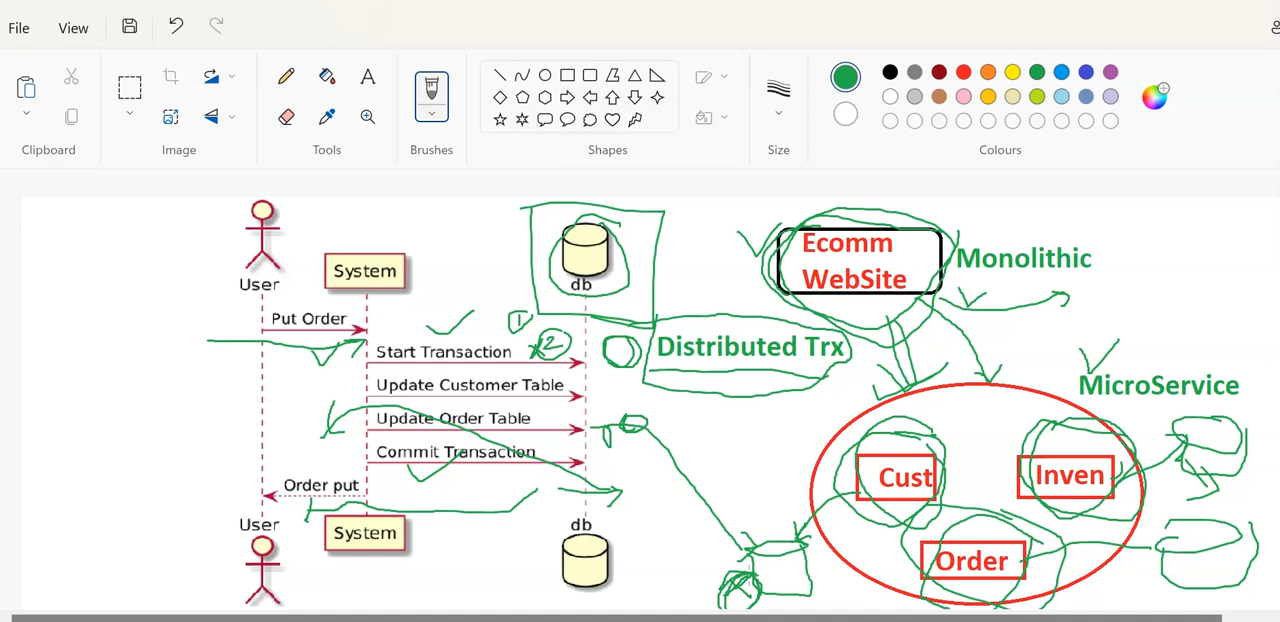 File View
Clipboard
Image
Tools
Brushes
Shapes
Size
Colours
A
User
System
db
Put Order
Start Transaction
Update Customer Table
Update Order Table
Commit Transaction
Order put
User
System
db
1
2
Distributed Trx
Ecomm
WebSite
Monolithic
MicroService
Cust
Inven
Order